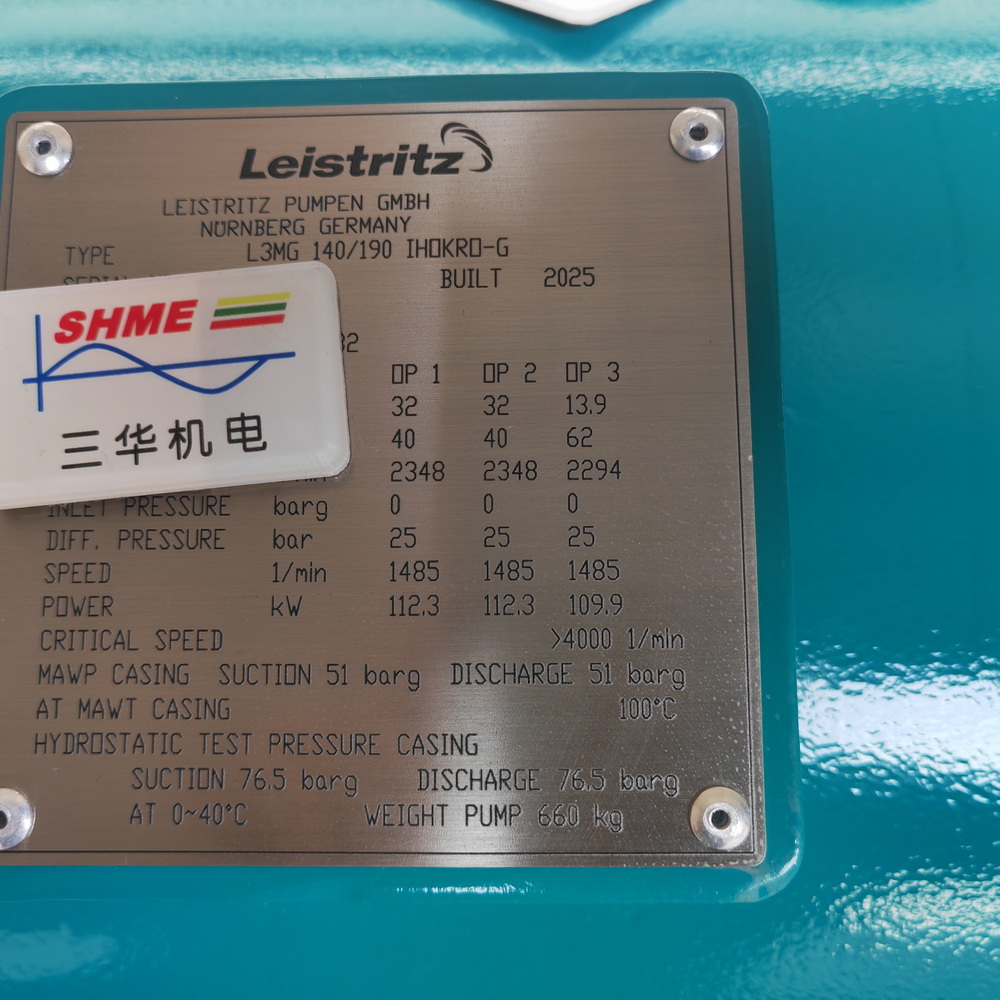 Leistritz
LEISTRITZ PUMPEN GMBH
NÜRNBERG GERMANY
TYPE L3MG 140/190 IHOKRO-G
BUILT 2025
SHME
三华机电
32
OP 1 OP 2 OP 3
32 32 13.9
40 40 62
2348 2348 2294
INLET PRESSURE barg 0 0 0
DIFF. PRESSURE bar 25 25 25
SPEED 1/min 1485 1485 1485
POWER kW 112.3 112.3 109.9
CRITICAL SPEED >4000 1/min
MAWP CASING SUCTION 51 barg DISCHARGE 51 barg
AT MAWT CASING 100°C
HYDROSTATIC TEST PRESSURE CASING
SUCTION 76.5 barg DISCHARGE 76.5 barg
AT 0~40°C WEIGHT PUMP 660 kg